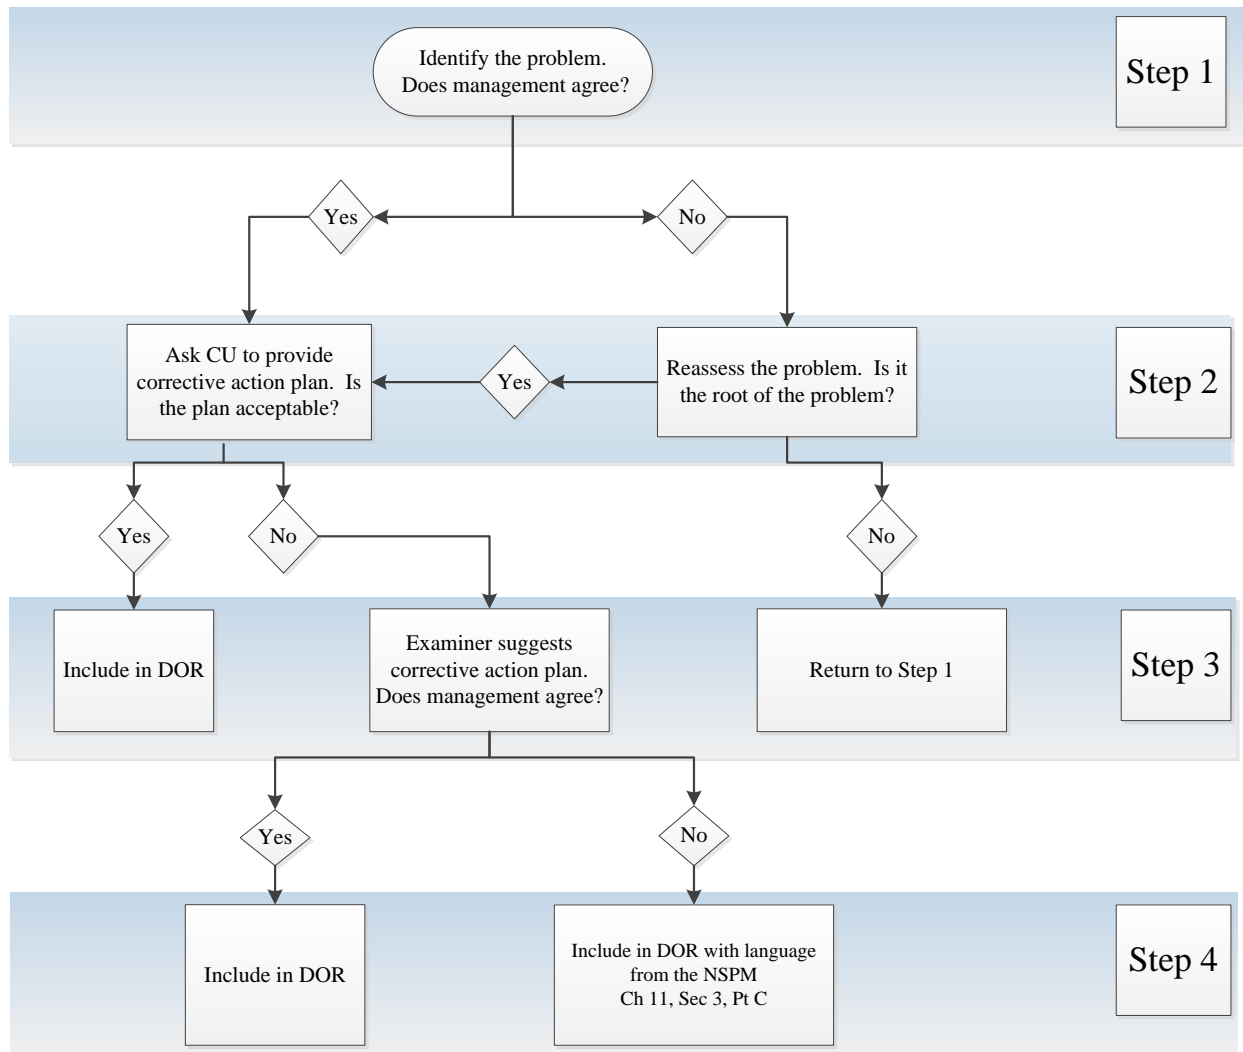 Identify the problem.
Does management agree?
Step 1
Yes
No
Ask CU to provide
corrective action plan.  Is
the plan acceptable?
Yes
Reassess the problem.  Is it
the root of the problem?
Step 2
Yes
No
No
Include in DOR
Examiner suggests
corrective action plan.
Does management agree?
Return to Step 1
Step 3
Yes
No
Include in DOR
Include in DOR with language
from the NSPM
Ch 11, Sec 3, Pt C
Step 4